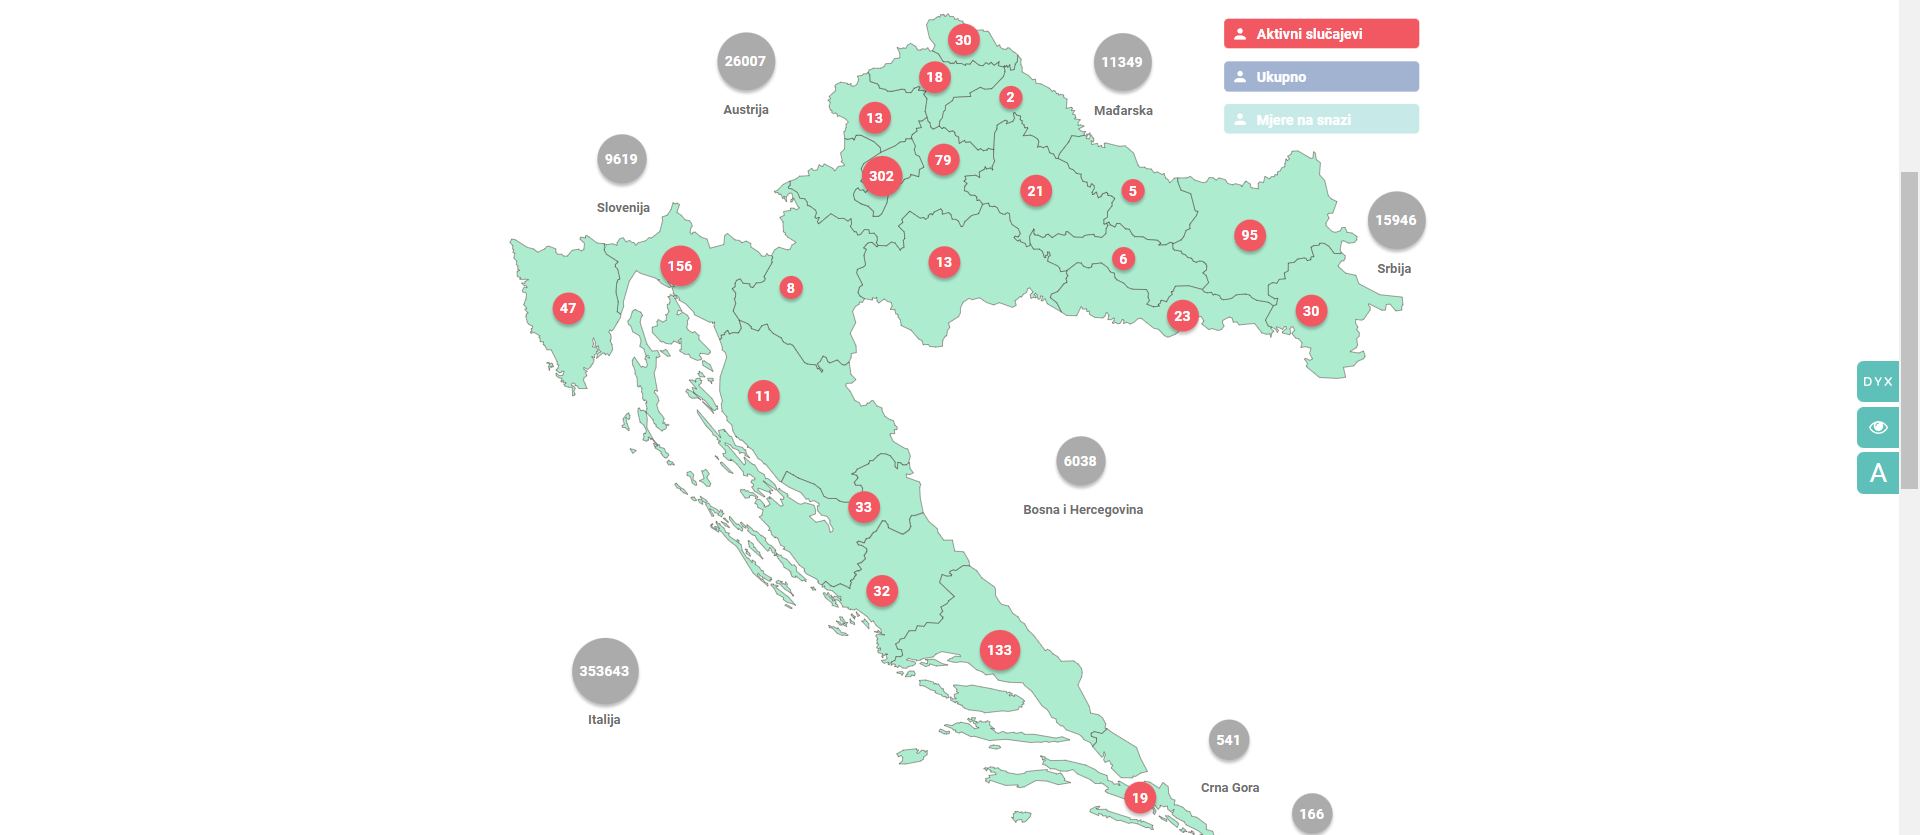 30
Aktivni slučajevi
26007
11349
18
Ukupno
2
Austrija
Mađarska
13
Mjere na snazi
9619
79
302
21
5
Slovenija
15946
95
156
13
6
Srbija
8
47
23
30
DYX
11
A
6038
33
Bosna i Hercegovina
32
133
353643
Italija
541
Crna Gora
19
166